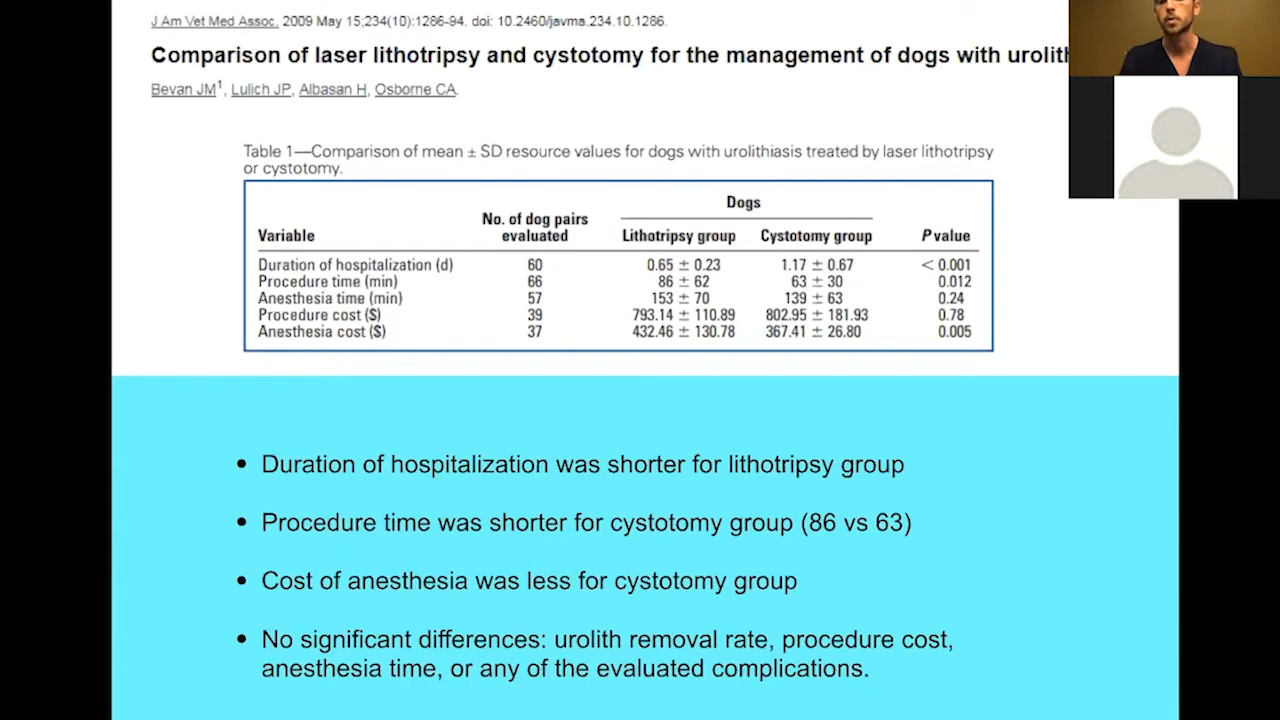 J Am Vet Med Assoc. 2009 May 15;234(10):1286-94. doi: 10.2460/javma.234.10.1286.
Comparison of laser lithotripsy and cystotomy for the management of dogs with
Bevan JM1, Lulich JP, Albasan H, Osborne CA.
Table 1—Comparison of mean ± SD resource values for dogs with urolithiasis treated by laser lithotripsy
or cystotomy.
Dogs
No. of dog pairs
Variable evaluated Lithotripsy group Cystotomy group P value
Duration of hospitalization (d) 60 0.65 ± 0.23 1.17 ± 0.67 < 0.001
Procedure time (min) 66 86 ± 62 63 ± 30 0.012
Anesthesia time (min) 57 153 ± 70 139 ± 63 0.24
Procedure cost ($) 39 793.14 ± 110.89 802.95 ± 181.93 0.78
Anesthesia cost ($) 37 432.46 ± 130.78 367.41 ± 26.80 0.005
• Duration of hospitalization was shorter for lithotripsy group
• Procedure time was shorter for cystotomy group (86 vs 63)
• Cost of anesthesia was less for cystotomy group
• No significant differences: urolith removal rate, procedure cost,
anesthesia time, or any of the evaluated complications.